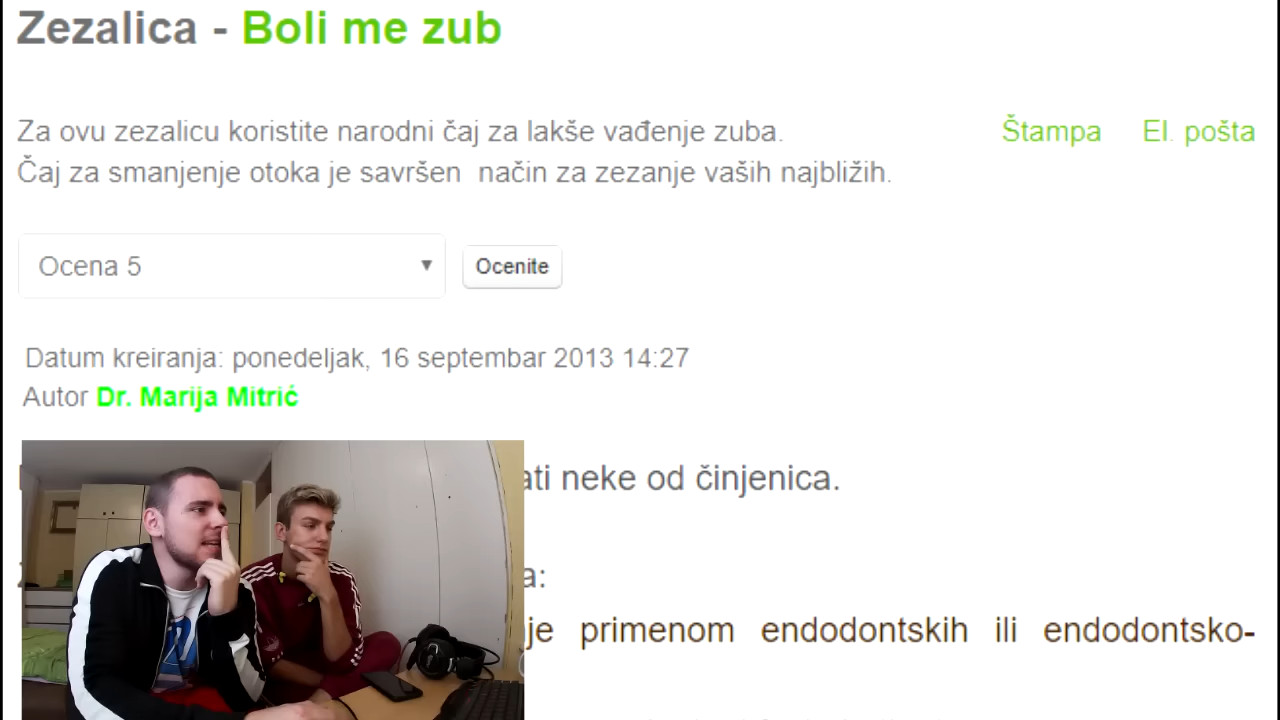 Zezalica - Boli me zub
Za ovu zezalicu koristite narodni čaj za lakše vađenje zuba.
Štampa El. pošta
Čaj za smanjenje otoka je savršen način za zezanje vaših najbližih.
Ocena 5 Ocenite
Datum kreiranja: ponedeljak, 16 septembar 2013 14:27
Autor Dr. Marija Mitrić
neke od činjenica.
a:
je primenom endodontskih ili endodontsko-